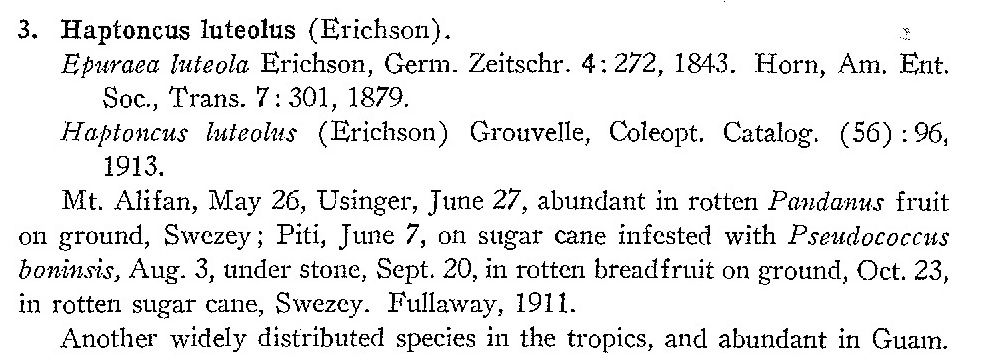 3. Haptoncus luteolus (Erichson).
Epuraea luteola Erichson, Germ. Zeitschr. 4: 272, 1843. Horn, Am. Ent.
Soc., Trans. 7: 301, 1879.
Haptoncus luteolus (Erichson) Grouvelle, Coleopt. Catalog. (56) : 96,
1913.
Mt. Alifan, May 26, Usinger, June 27, abundant in rotten Pandanus fruit
on ground, Swezey; Piti, June 7, on sugar cane infested with Pseudococcus
boninsis, Aug. 3, under stone, Sept. 20, in rotten breadfruit on ground, Oct. 23,
in rotten sugar cane, Swezey. Fullaway, 1911.
Another widely distributed species in the tropics, and abundant in Guam.